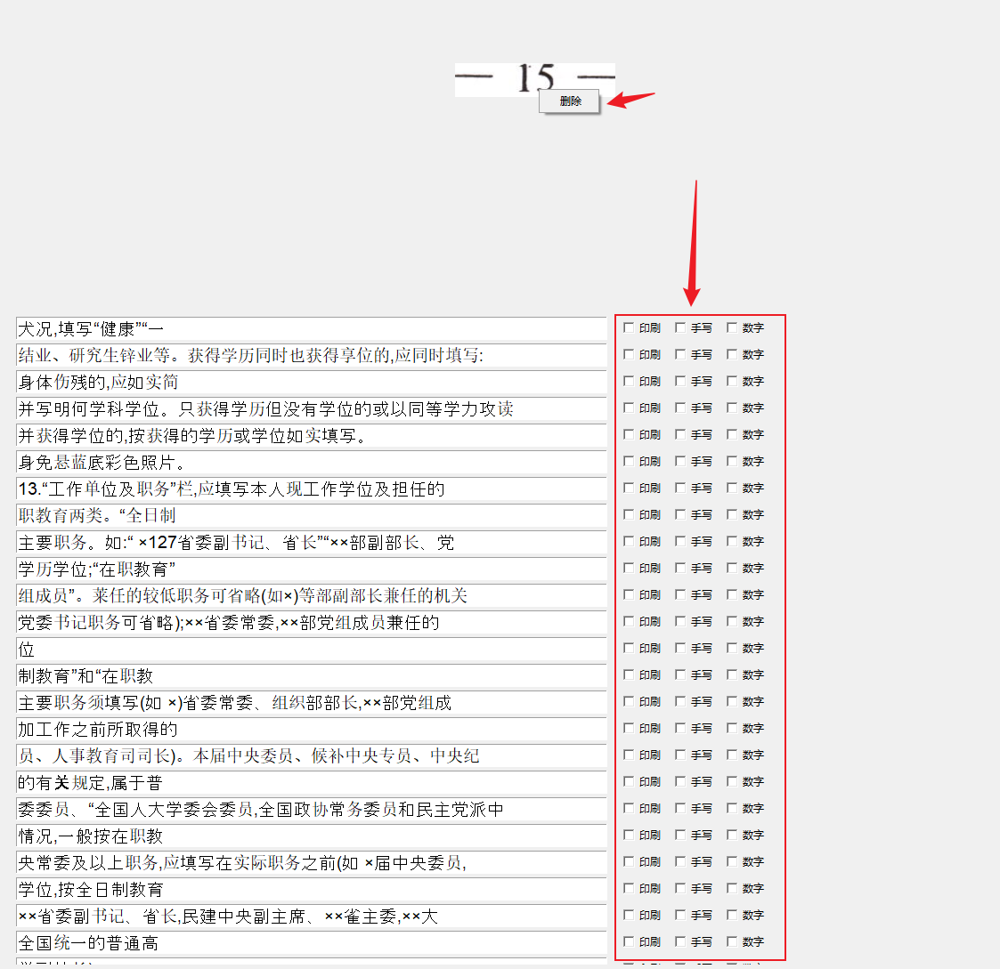 — 15 —
删除
犬况,填写“健康”“一 印刷 手写 数字
结业、研究生锌业等。获得学历同时也获得享位的,应同时填写: 印刷 手写 数字
身体伤残的,应如实简 印刷 手写 数字
并写明何学科学位。只获得学历但没有学位的或以同等学力攻读 印刷 手写 数字
并获得学位的,按获得的学历或学位如实填写。 印刷 手写 数字
身免悬蓝底彩色照片。 印刷 手写 数字
13.“工作单位及职务”栏,应填写本人现工作学位及担任的 印刷 手写 数字
职教育两类。“全日制 印刷 手写 数字
主要职务。如:“ ×127省委副书记、省长”“××部副部长、党 印刷 手写 数字
学历学位;“在职教育” 印刷 手写 数字
组成员”。莱任的较低职务可省略(如×)等部副部长兼任的机关 印刷 手写 数字
党委书记职务可省略);××省委常委,××部党组成员兼任的 印刷 手写 数字
位 印刷 手写 数字
制教育”和“在职教 印刷 手写 数字
主要职务须填写(如 ×)省委常委、组织部部长,××部党组成 印刷 手写 数字
加工作之前所取得的 印刷 手写 数字
员、人事教育司司长)。本届中央委员、候补中央专员、中央纪 印刷 手写 数字
的有关规定,属于普 印刷 手写 数字
委委员、“全国人大学委会委员,全国政协常务委员和民主党派中 印刷 手写 数字
情况,一般按在职教 印刷 手写 数字
央常委及以上职务,应填写在实际职务之前(如 ×届中央委员, 印刷 手写 数字
学位,按全日制教育 印刷 手写 数字
××省委副书记、省长,民建中央副主席、××雀主委,××大 印刷 手写 数字
全国统一的普通高 印刷 手写 数字